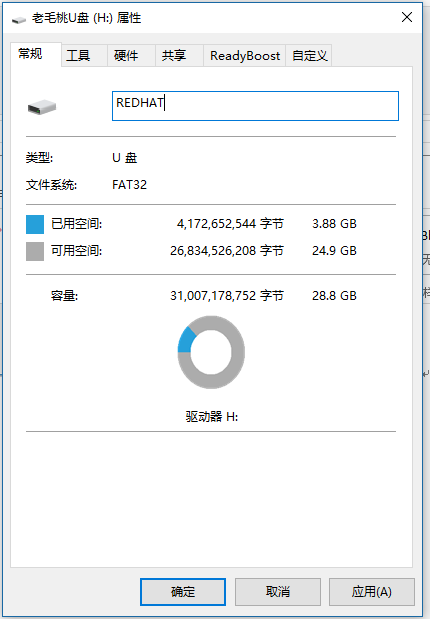 老毛桃U盘 (H:) 属性
常规 工具 硬件 共享 ReadyBoost 自定义
REDHAT
类型: U 盘
文件系统: FAT32
已用空间: 4,172,652,544 字节 3.88 GB
可用空间: 26,834,526,208 字节 24.9 GB
容量: 31,007,178,752 字节 28.8 GB
驱动器 H:
确定 取消 应用(A)